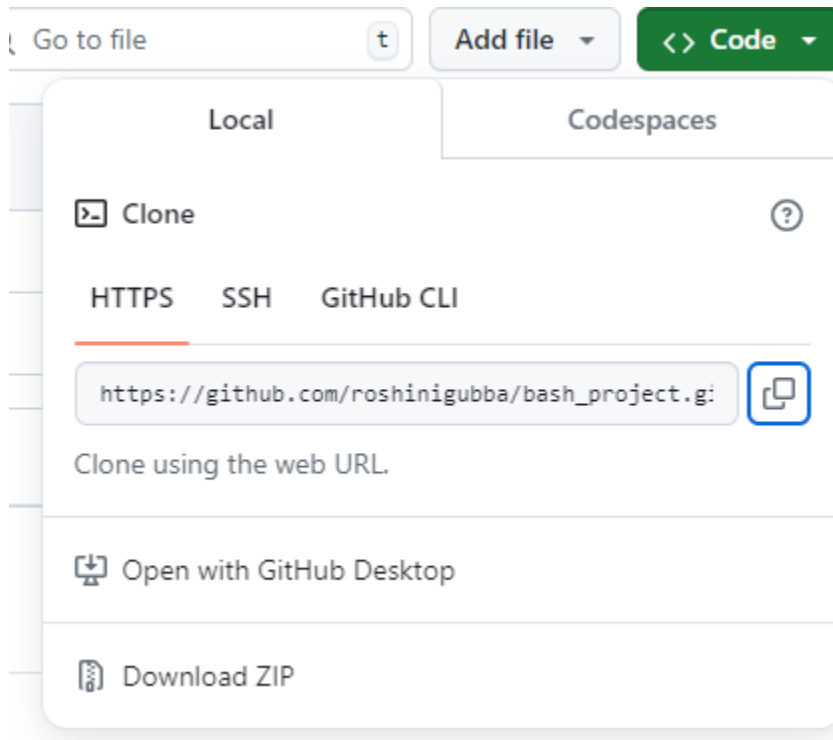 Go to file t Add file <> Code
Local Codespaces
Clone
HTTPS SSH GitHub CLI
https://github.com/roshinigubba/bash_project.gi
Clone using the web URL.
Open with GitHub Desktop
Download ZIP